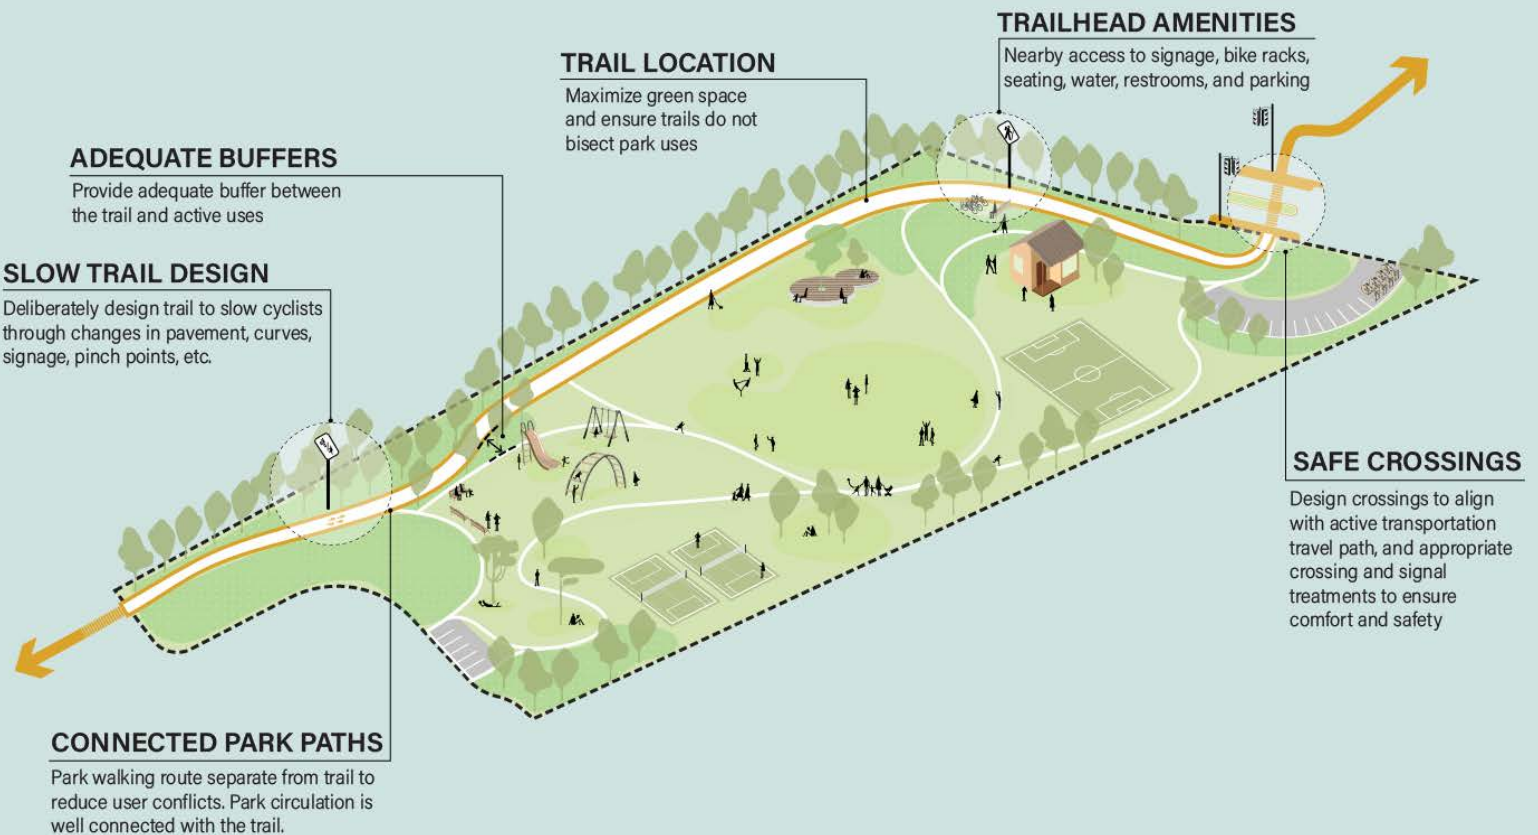 TRAILHEAD AMENITIES
Nearby access to signage, bike racks,
seating, water, restrooms, and parking
TRAIL LOCATION
Maximize green space
and ensure trails do not
bisect park uses
ADEQUATE BUFFERS
Provide adequate buffer between
the trail and active uses
SLOW TRAIL DESIGN
Deliberately design trail to slow cyclists
through changes in pavement, curves,
signage, pinch points, etc.
SAFE CROSSINGS
Design crossings to align
with active transportation
travel path, and appropriate
crossing and signal
treatments to ensure
comfort and safety
CONNECTED PARK PATHS
Park walking route separate from trail to
reduce user conflicts. Park circulation is
well connected with the trail.